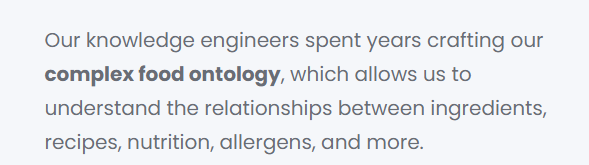 Our knowledge engineers spent years crafting our
complex food ontology, which allows us to
understand the relationships between ingredients,
recipes, nutrition, allergens, and more.